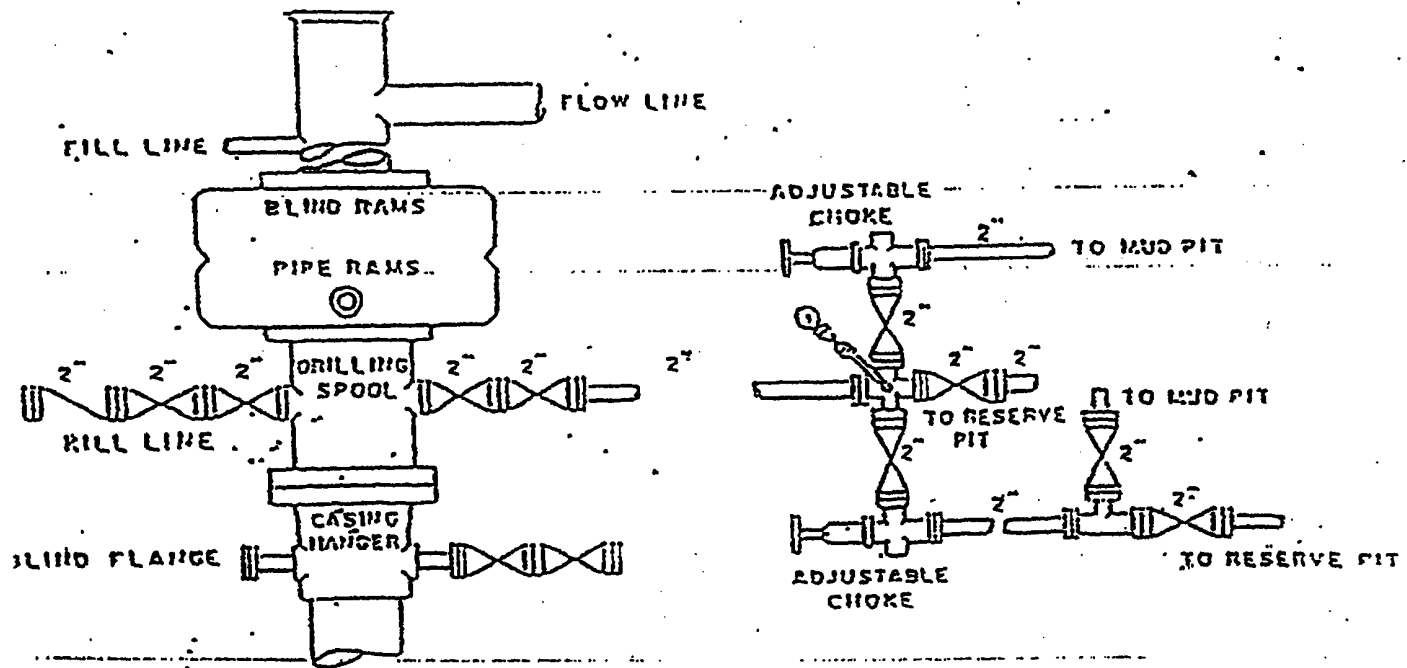 FLOW LINE
FILL LINE
BLIND RAMS
PIPE RAMS
DRILLING
SPOOL
2"
2"
2"
2"
2"
2"
KILL LINE
CASING
HANGER
BLIND FLANGE
ADJUSTABLE
CHOKE
2"
TO MUD PIT
2"
2"
2"
TO RESERVE
PIT
2"
TO MUD PIT
2"
2"
2"
TO RESERVE PIT
ADJUSTABLE
CHOKE